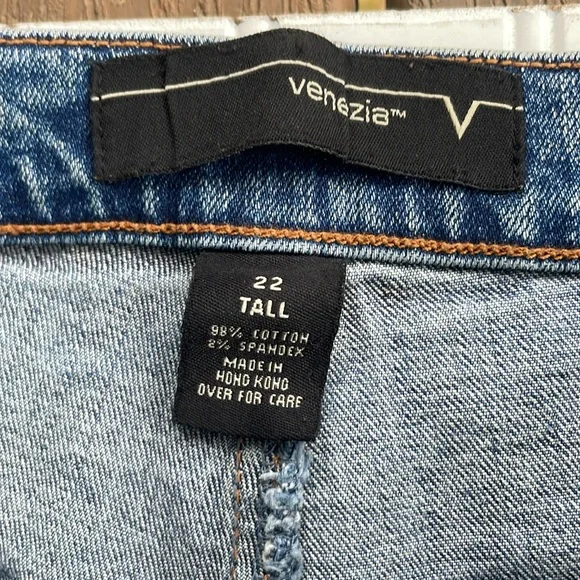 venezia™
22
TALL
98% COTTON
2% SPANDEX
MADE IN
HONG KONG
OVER FOR CARE